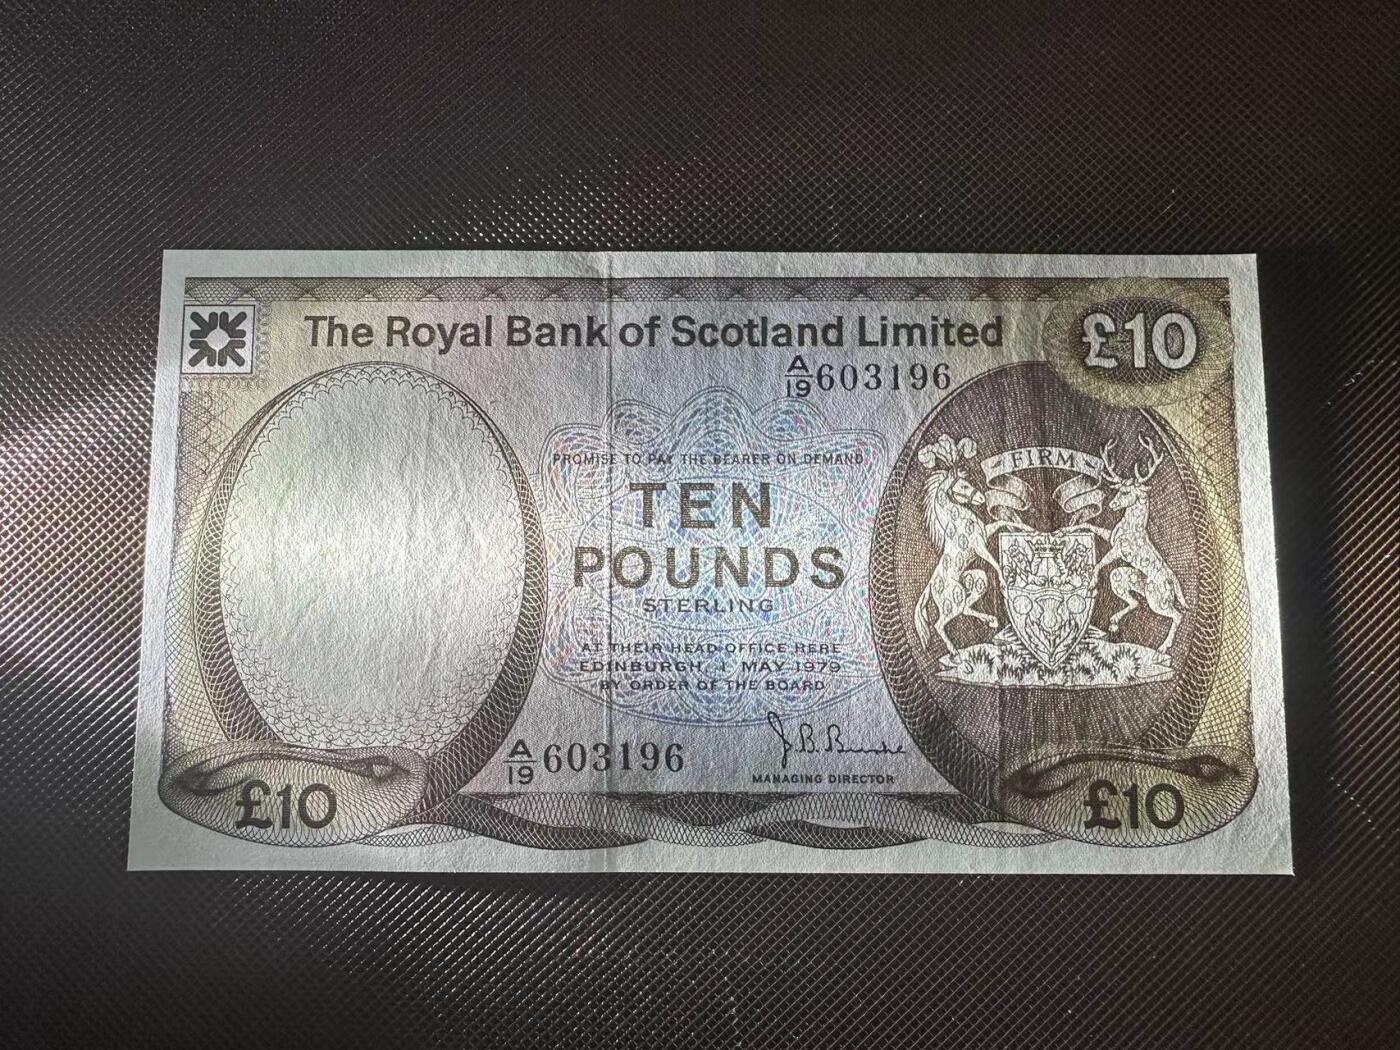 The Royal Bank of Scotland Limited
£10
A/19 603196
PROMISE TO PAY THE BEARER ON DEMAND
TEN
POUNDS
STERLING
FIRM
AT THEIR HEAD OFFICE HERE
EDINBURGH, 1 MAY 1979
BY ORDER OF THE BOARD
A/19 603196
J.B. Burke
MANAGING DIRECTOR
£10
£10